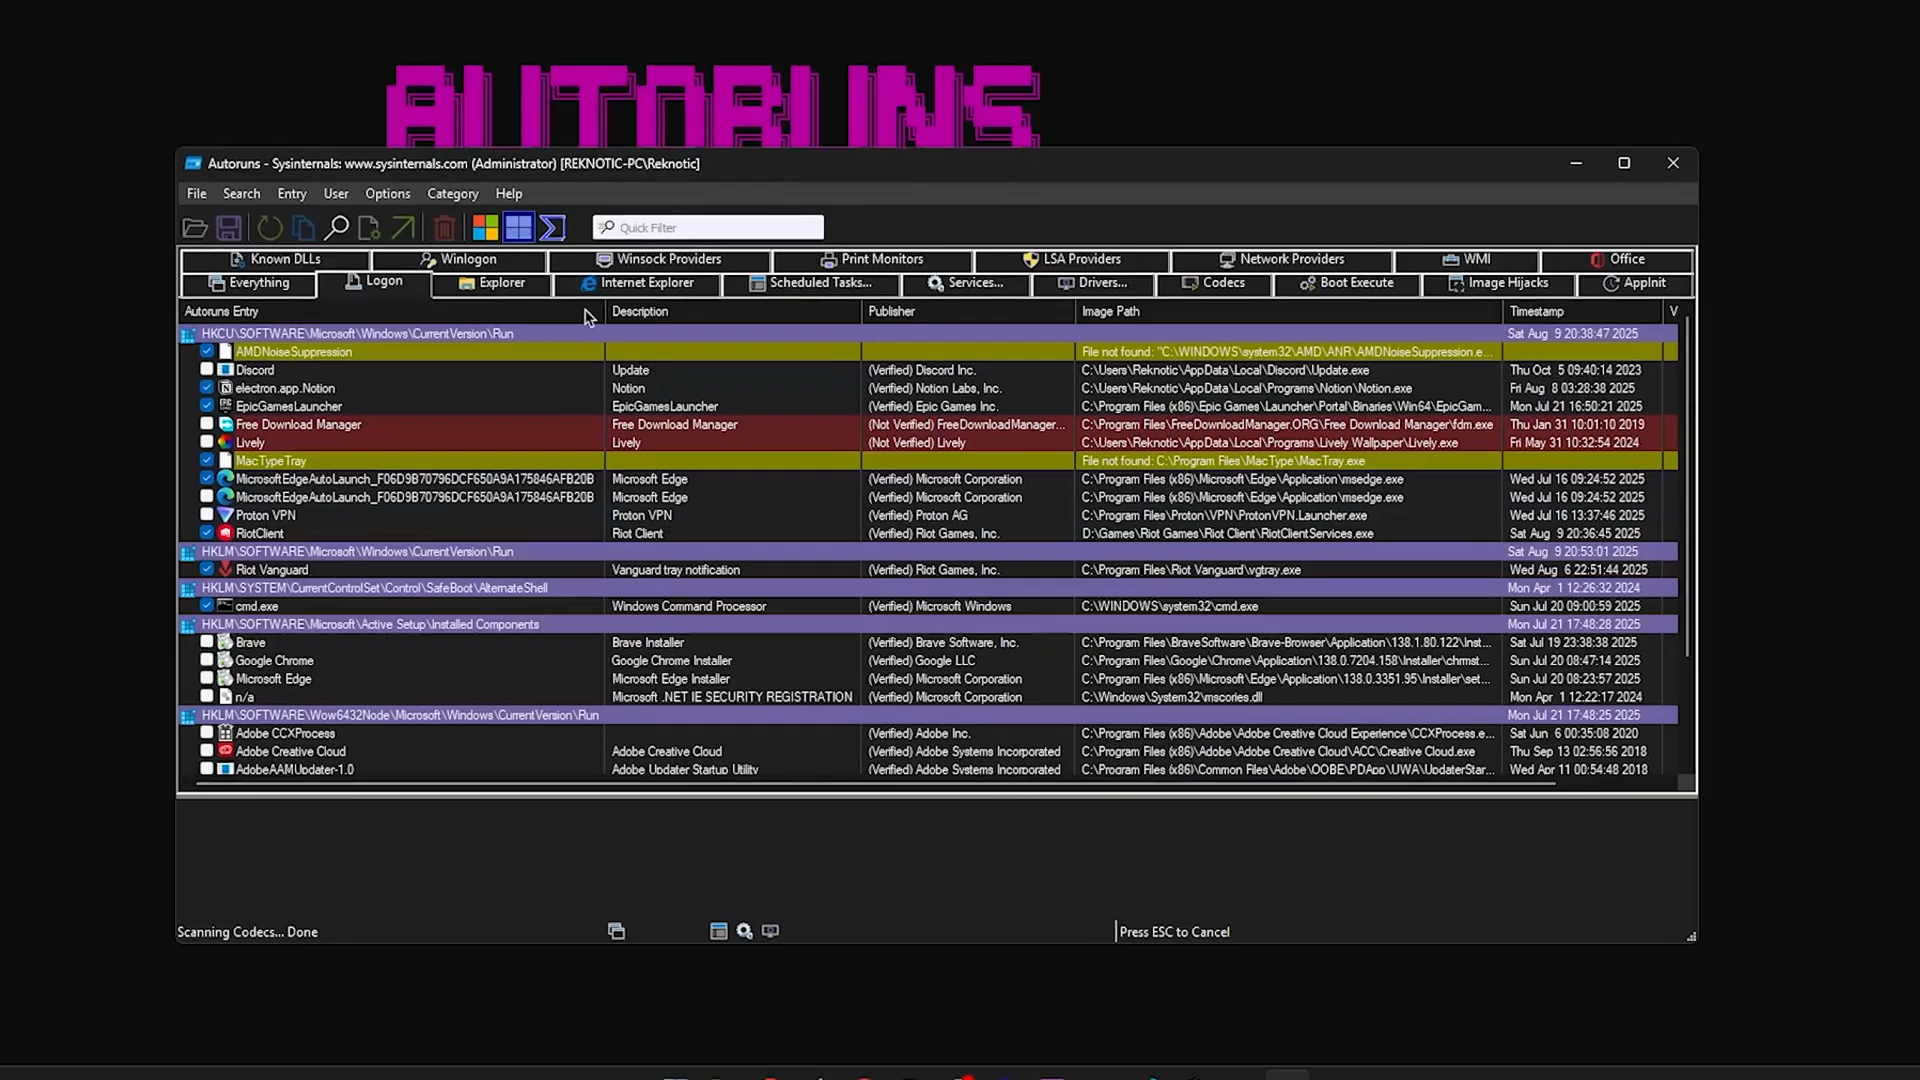 AUTORUNS
Autoruns - Sysinternals: www.sysinternals.com (Administrator) [REKNOTIC-PC\Reknotic]
File Search Entry User Options Category Help
Quick Filter
Known DLLs Winlogon Winsock Providers Print Monitors LSA Providers Network Providers WMI Office
Everything Logon Explorer Internet Explorer Scheduled Tasks... Services... Drivers... Codecs Boot Execute Image Hijacks AppInit
Autoruns Entry Description Publisher Image Path Timestamp V
HKCU\SOFTWARE\Microsoft\Windows\CurrentVersion\Run Sat Aug 9 20:38:47 2025
AMDNoiseSuppression File not found: "C:\WINDOWS\system32\AMD\ANR\AMDNoiseSuppression.e...
Discord Update (Verified) Discord Inc. C:\Users\Reknotic\AppData\Local\Discord\Update.exe Thu Oct 5 09:40:14 2023
electron.app.Notion Notion (Verified) Notion Labs, Inc. C:\Users\Reknotic\AppData\Local\Programs\Notion\Notion.exe Fri Aug 8 03:28:38 2025
EpicGamesLauncher EpicGamesLauncher (Verified) Epic Games Inc. C:\Program Files (x86)\Epic Games\Launcher\Portal\Binaries\Win64\EpicGam... Mon Jul 21 16:50:21 2025
Free Download Manager Free Download Manager (Not Verified) FreeDownloadManager... C:\Program Files\FreeDownloadManager.ORG\Free Download Manager\fdm.exe Thu Jan 31 10:01:10 2019
Lively Lively (Not Verified) Lively C:\Users\Reknotic\AppData\Local\Programs\Lively Wallpaper\Lively.exe Fri May 31 10:32:54 2024
MacTypeTray File not found: C:\Program Files\MacType\MacTray.exe
MicrosoftEdgeAutoLaunch_F06D9B70796DCF650A9A175846AFB20B Microsoft Edge (Verified) Microsoft Corporation C:\Program Files (x86)\Microsoft\Edge\Application\msedge.exe Wed Jul 16 09:24:52 2025
MicrosoftEdgeAutoLaunch_F06D9B70796DCF650A9A175846AFB20B Microsoft Edge (Verified) Microsoft Corporation C:\Program Files (x86)\Microsoft\Edge\Application\msedge.exe Wed Jul 16 09:24:52 2025
Proton VPN Proton VPN (Verified) Proton AG C:\Program Files\Proton\VPN\ProtonVPN.Launcher.exe Wed Jul 16 13:37:46 2025
RiotClient Riot Client (Verified) Riot Games, Inc. D:\Games\Riot Games\Riot Client\RiotClientServices.exe Sat Aug 9 20:36:45 2025
HKLM\SOFTWARE\Microsoft\Windows\CurrentVersion\Run Sat Aug 9 20:53:01 2025
Riot Vanguard Vanguard tray notification (Verified) Riot Games, Inc. C:\Program Files\Riot Vanguard\vgtray.exe Wed Aug 6 22:51:44 2025
HKLM\SYSTEM\CurrentControlSet\Control\SafeBoot\AlternateShell Mon Apr 1 12:26:32 2024
cmd.exe Windows Command Processor (Verified) Microsoft Windows C:\WINDOWS\system32\cmd.exe Sun Jul 20 09:00:59 2025
HKLM\SOFTWARE\Microsoft\Active Setup\Installed Components Mon Jul 21 17:48:28 2025
Brave Brave Installer (Verified) Brave Software, Inc. C:\Program Files\BraveSoftware\Brave-Browser\Application\138.1.80.122\Inst... Sat Jul 19 23:38:38 2025
Google Chrome Google Chrome Installer (Verified) Google LLC C:\Program Files\Google\Chrome\Application\138.0.7204.158\Installer\chrmst... Sun Jul 20 08:47:14 2025
Microsoft Edge Microsoft Edge Installer (Verified) Microsoft Corporation C:\Program Files (x86)\Microsoft\Edge\Application\138.0.3351.95\Installer\set... Sun Jul 20 08:23:57 2025
n/a Microsoft .NET IE SECURITY REGISTRATION (Verified) Microsoft Corporation C:\Windows\System32\mscories.dll Mon Apr 1 12:22:17 2024
HKLM\SOFTWARE\Wow6432Node\Microsoft\Windows\CurrentVersion\Run Mon Jul 21 17:48:25 2025
Adobe CCXProcess (Verified) Adobe Inc. C:\Program Files (x86)\Adobe\Adobe Creative Cloud Experience\CCXProcess.e... Sat Jun 6 00:35:08 2020
Adobe Creative Cloud Adobe Creative Cloud (Verified) Adobe Systems Incorporated C:\Program Files (x86)\Adobe\Adobe Creative Cloud\ACC\Creative Cloud.exe Thu Sep 13 02:56:56 2018
AdobeAAMUpdater-1.0 Adobe Updater Startup Utility (Verified) Adobe Systems Incorporated C:\Program Files (x86)\Common Files\Adobe\OOBE\PDApp\UWA\UpdaterStar... Wed Apr 11 00:54:48 2018
Scanning Codecs... Done Press ESC to Cancel